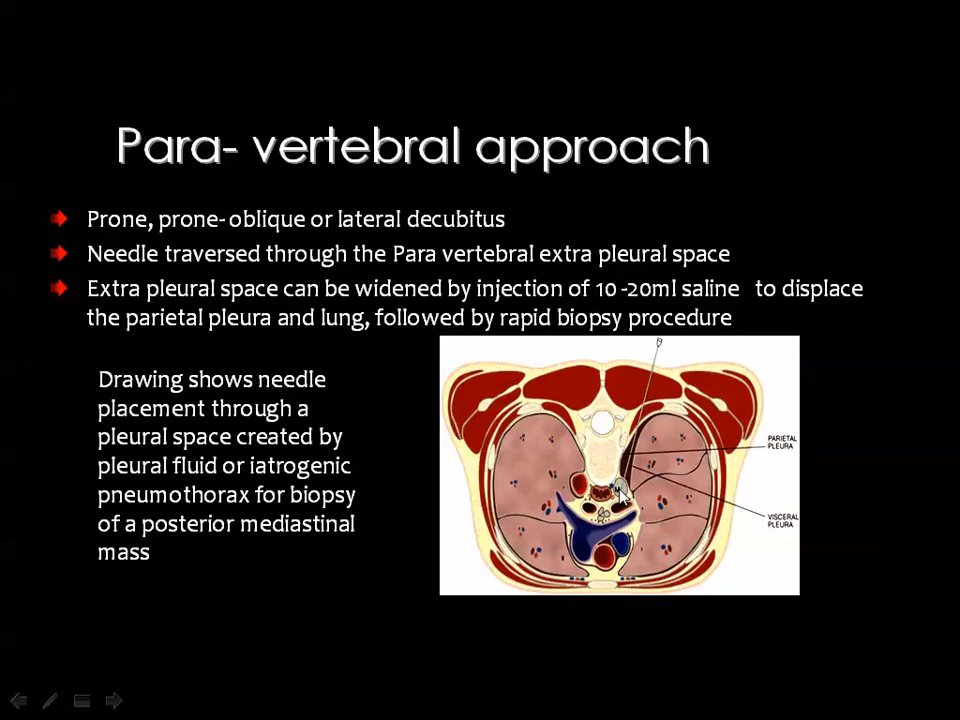 Para- vertebral approach
Prone, prone- oblique or lateral decubitus
Needle traversed through the Para vertebral extra pleural space
Extra pleural space can be widened by injection of 10 -20ml saline to displace
the parietal pleura and lung, followed by rapid biopsy procedure
Drawing shows needle
placement through a
pleural space created by
pleural fluid or iatrogenic
pneumothorax for biopsy
of a posterior mediastinal
mass
PARIETAL
PLEURA
VISCERAL
PLEURA